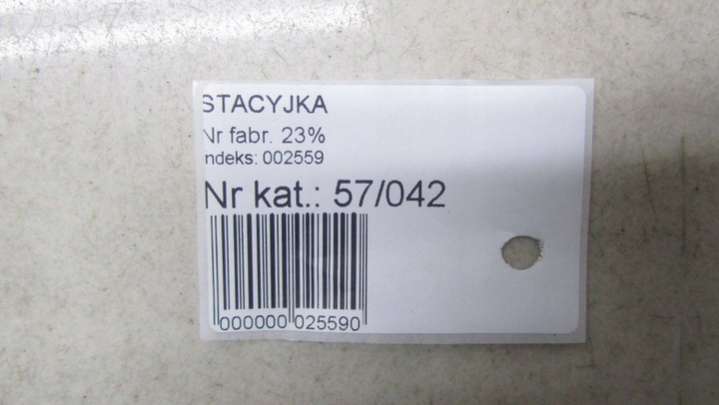 STACYJKA
Nr fabr. 23%
ndeks: 002559
Nr kat.: 57/042
000000 025590